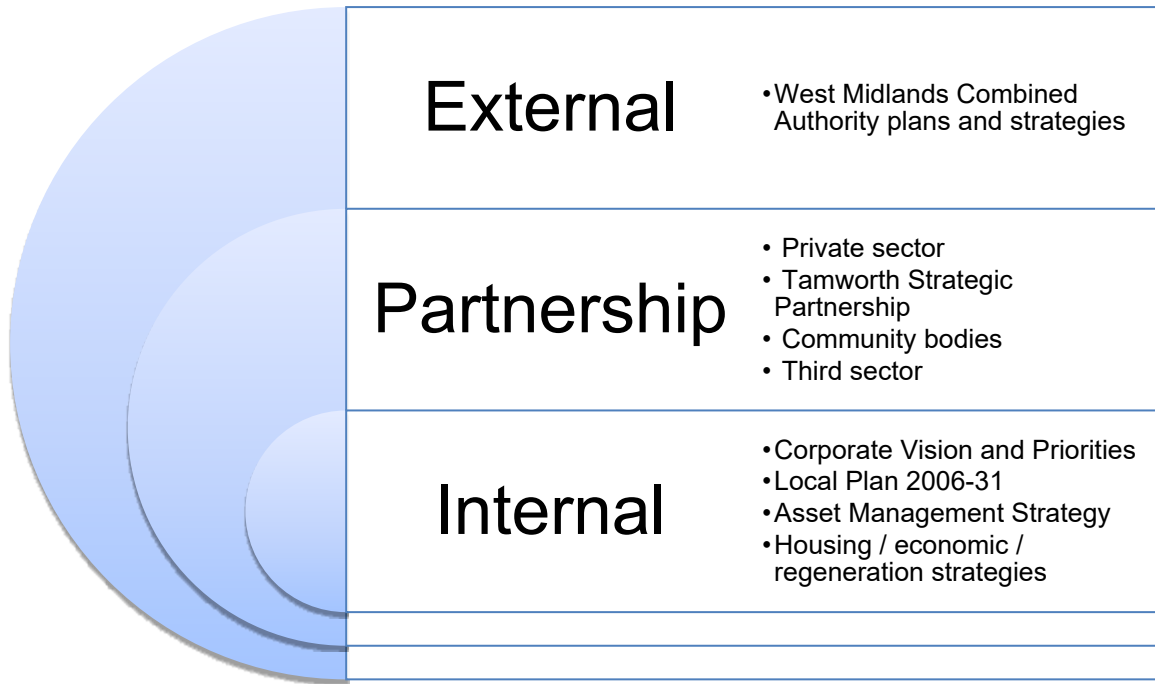 External
•West Midlands Combined
Authority plans and strategies
Partnership
• Private sector
• Tamworth Strategic
Partnership
• Community bodies
• Third sector
Internal
•Corporate Vision and Priorities
•Local Plan 2006-31
•Asset Management Strategy
•Housing / economic /
regeneration strategies